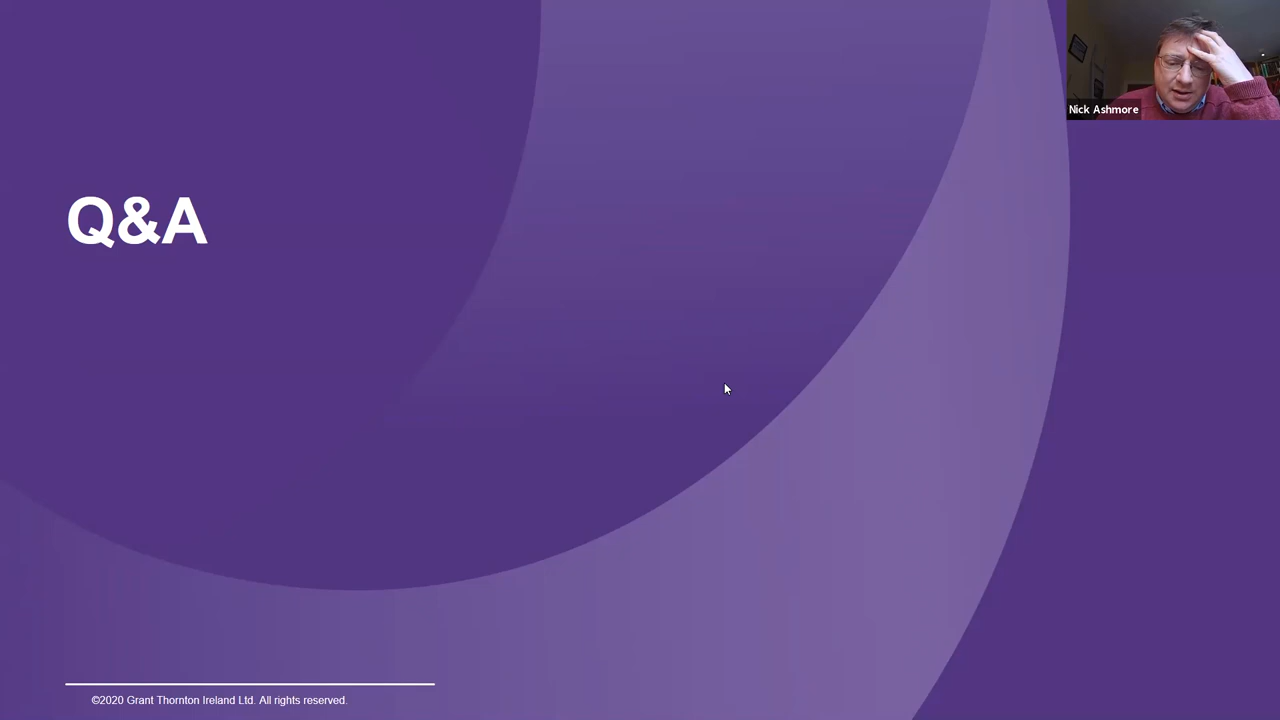 Nick Ashmore
Q&A
©2020 Grant Thornton Ireland Ltd. All rights reserved.